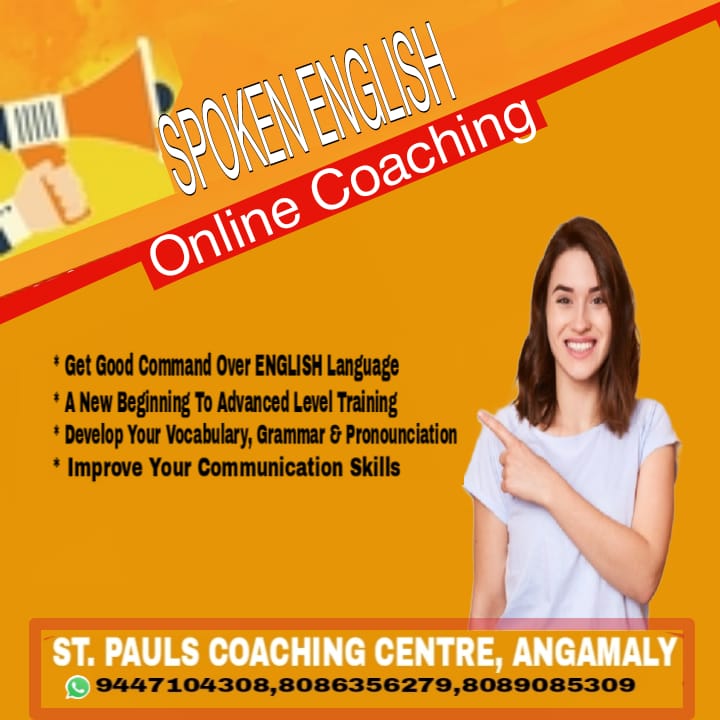 SPOKEN ENGLISH
Online Coaching
* Get Good Command Over ENGLISH Language
* A New Beginning To Advanced Level Training
* Develop Your Vocabulary, Grammar & Pronounciation
* Improve Your Communication Skills
ST. PAULS COACHING CENTRE, ANGAMALY
9447104308,8086356279,8089085309